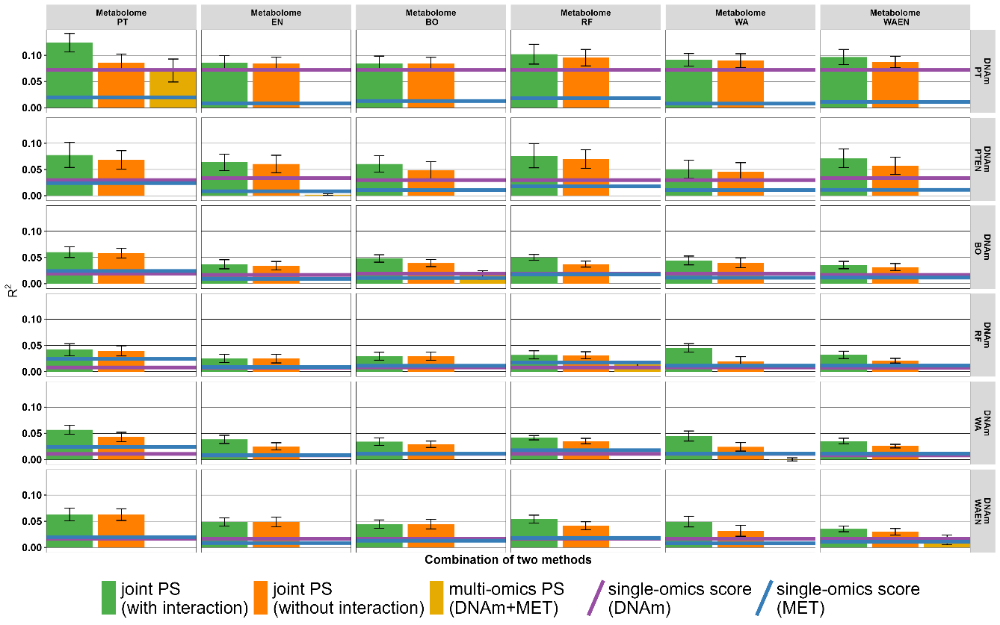 Metabolome Metabolome Metabolome Metabolome Metabolome Metabolome
PT EN BO RF WA WAEN
0.10
0.05
0.00
DNAm
PT
0.10
0.05
0.00
DNAm
PTEN
0.10
0.05
0.00
DNAm
BO
R²
0.10
0.05
0.00
DNAm
RF
0.10
0.05
0.00
DNAm
WA
0.10
0.05
0.00
DNAm
WAEN
Combination of two methods
joint PS joint PS multi-omics PS single-omics score single-omics score
(with interaction) (without interaction) (DNAm+MET) (DNAm) (MET)